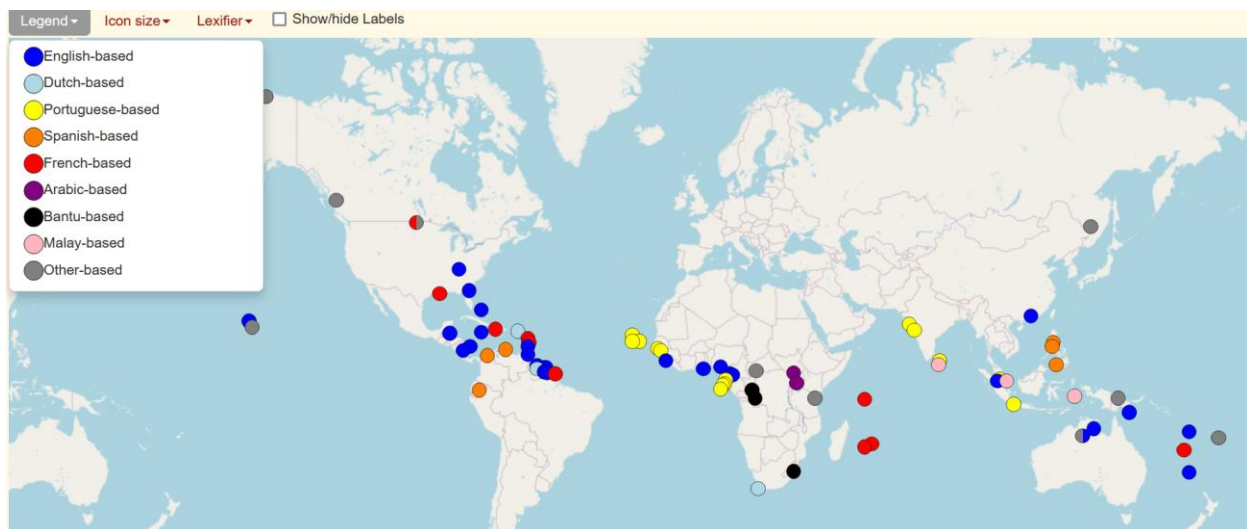 Legend Icon size Lexifier Show/hide Labels
English-based
Dutch-based
Portuguese-based
Spanish-based
French-based
Arabic-based
Bantu-based
Malay-based
Other-based